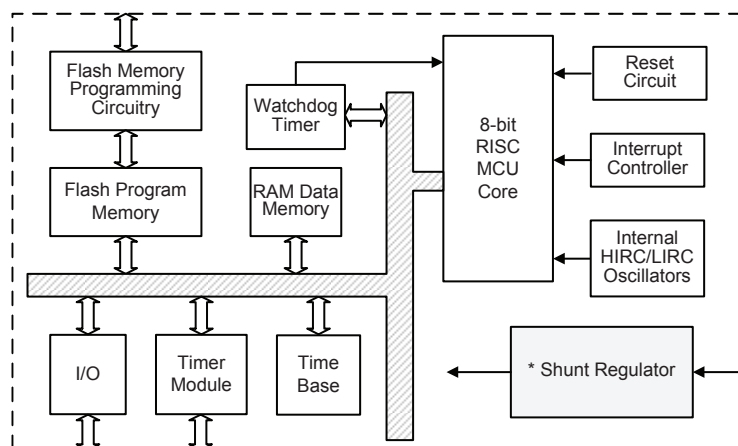 Flash Memory
Programming
Circuitry
Watchdog
Timer
8-bit
RISC
MCU
Core
Reset
Circuit
Flash Program
Memory
RAM Data
Memory
Interrupt
Controller
Internal
HIRC/LIRC
Oscillators
I/O
Timer
Module
Time
Base
* Shunt Regulator